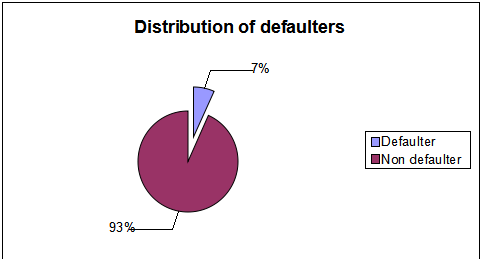 Distribution of defaulters
7%
Defaulter
Non defaulter
93%